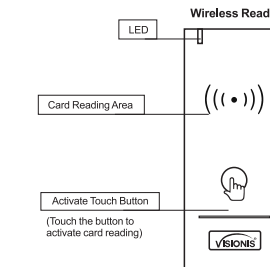 Wireless Read
LED
Card Reading Area
Activate Touch Button
(Touch the button to
activate card reading)
VISIONIS